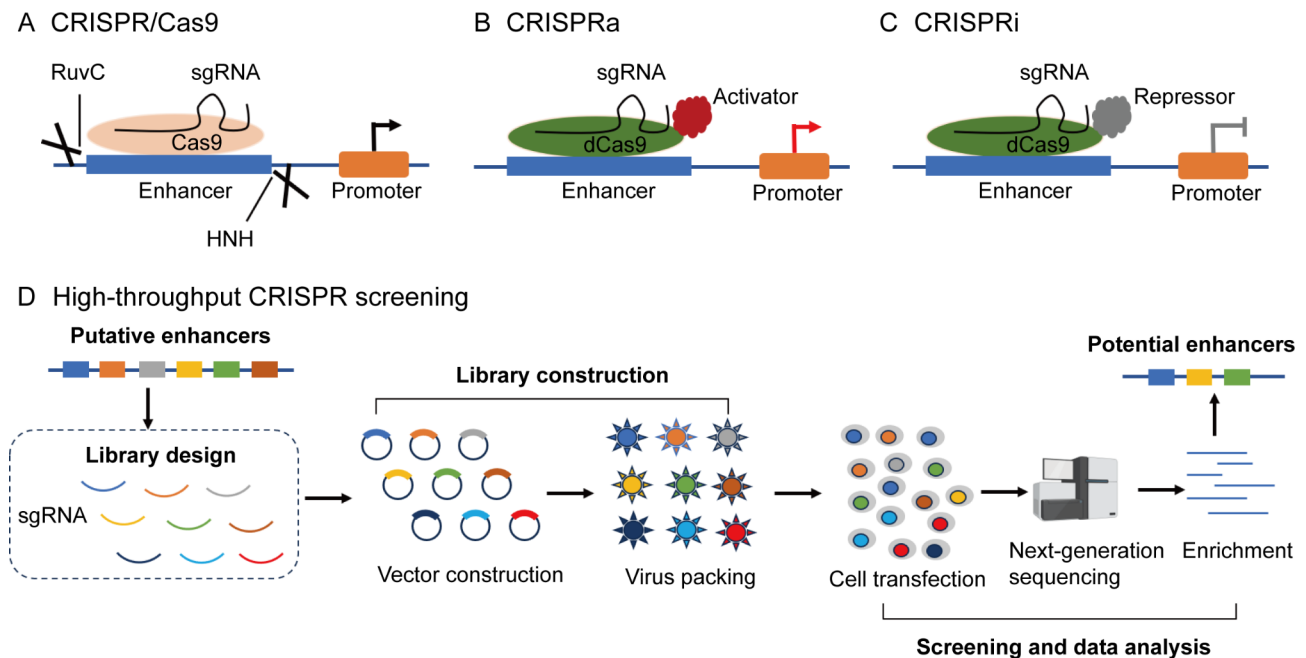 A CRISPR/Cas9
RuvC
sgRNA
Cas9
Enhancer
Promoter
HNH
B CRISPRa
sgRNA
Activator
dCas9
Enhancer
Promoter
C CRISPRi
sgRNA
Repressor
dCas9
Enhancer
Promoter
D High-throughput CRISPR screening
Putative enhancers
Library design
sgRNA
Library construction
Vector construction
Virus packing
Cell transfection
Next-generation
sequencing
Enrichment
Potential enhancers
Screening and data analysis